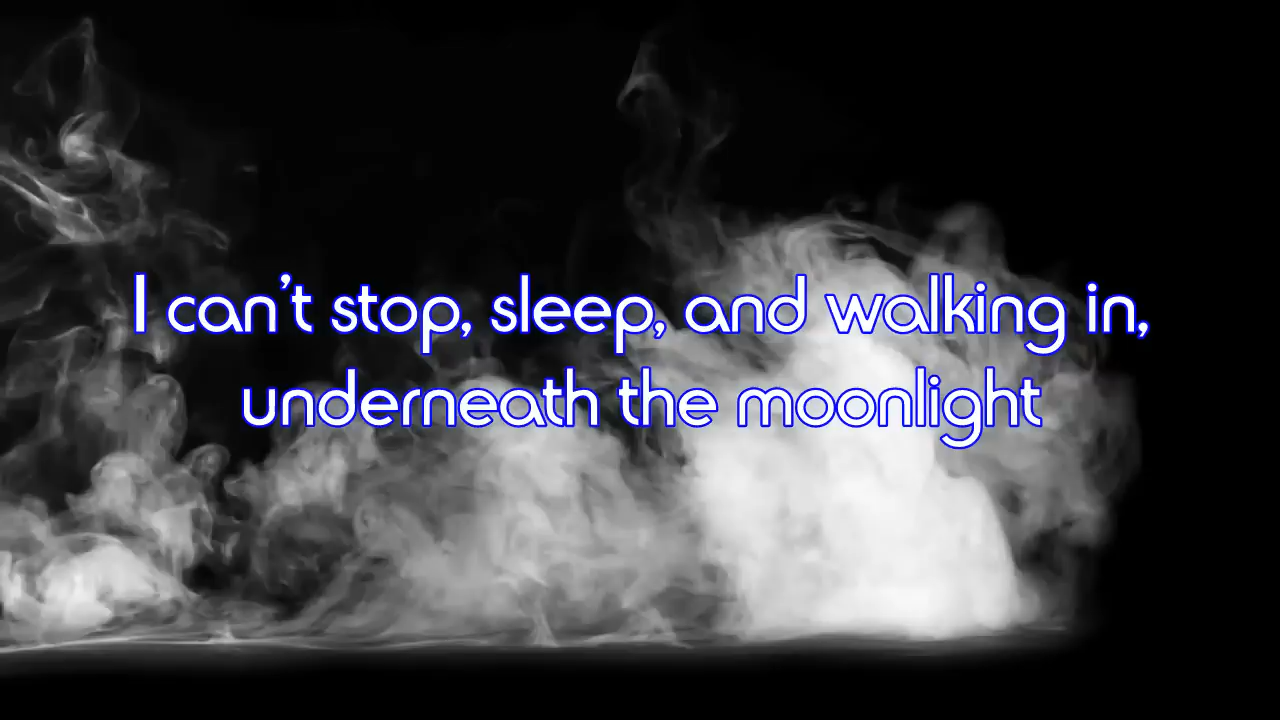 I can't stop, sleep, and walking in,
underneath the moonlight